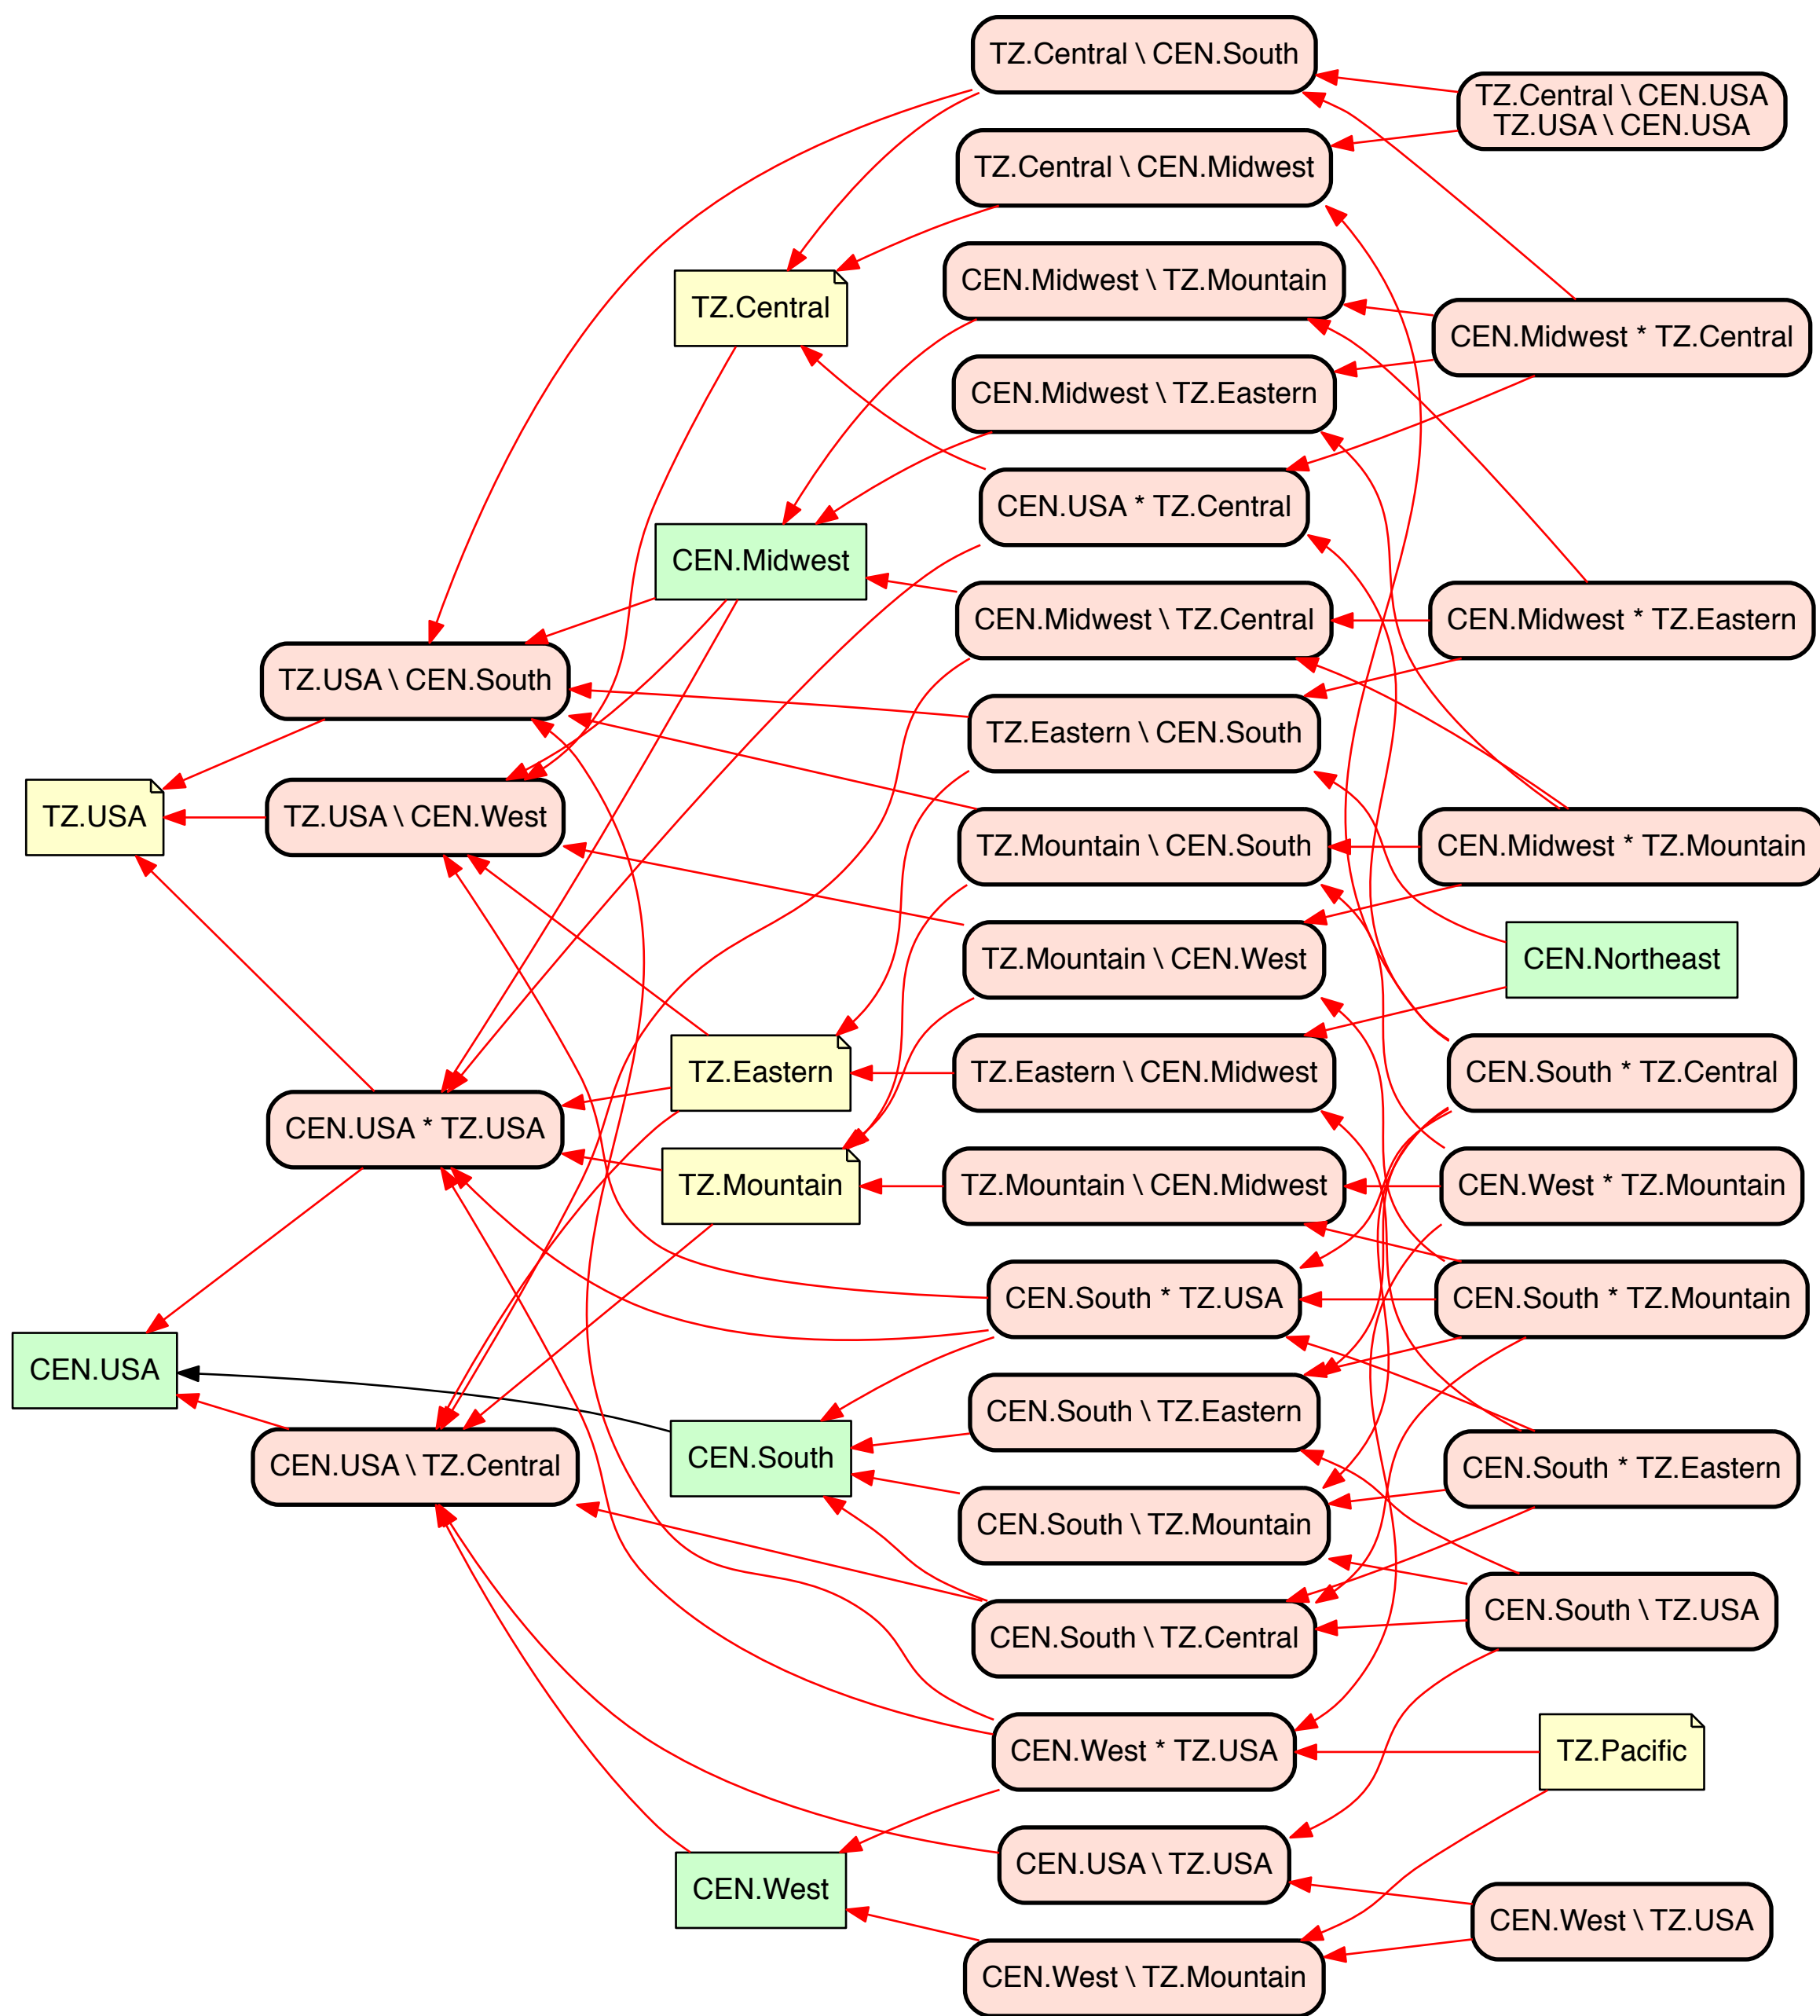 TZ.Central \ CEN.South
TZ.Central \ CEN.USA
TZ.USA \ CEN.USA
TZ.Central \ CEN.Midwest
CEN.Midwest \ TZ.Mountain
TZ.Central
CEN.Midwest * TZ.Central
CEN.Midwest \ TZ.Eastern
CEN.USA * TZ.Central
CEN.Midwest
CEN.Midwest \ TZ.Central
CEN.Midwest * TZ.Eastern
TZ.USA \ CEN.South
TZ.Eastern \ CEN.South
TZ.USA
TZ.USA \ CEN.West
TZ.Mountain \ CEN.South
CEN.Midwest * TZ.Mountain
TZ.Mountain \ CEN.West
CEN.Northeast
TZ.Eastern
TZ.Eastern \ CEN.Midwest
CEN.South * TZ.Central
CEN.USA * TZ.USA
TZ.Mountain
TZ.Mountain \ CEN.Midwest
CEN.West * TZ.Mountain
CEN.South * TZ.USA
CEN.South * TZ.Mountain
CEN.USA
CEN.South \ TZ.Eastern
CEN.USA \ TZ.Central
CEN.South
CEN.South * TZ.Eastern
CEN.South \ TZ.Mountain
CEN.South \ TZ.USA
CEN.South \ TZ.Central
CEN.West * TZ.USA
TZ.Pacific
CEN.USA \ TZ.USA
CEN.West
CEN.West \ TZ.USA
CEN.West \ TZ.Mountain